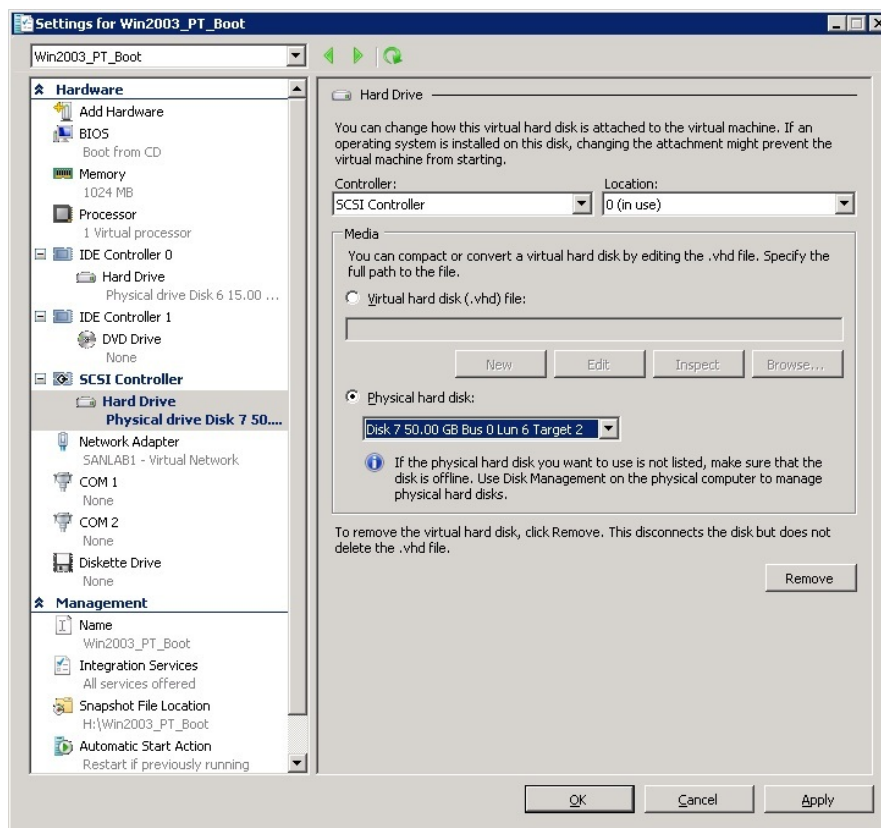 Settings for Win2003_PT_Boot
Win2003_PT_Boot
Hardware
Add Hardware
BIOS
Boot from CD
Memory
1024 MB
Processor
1 Virtual processor
IDE Controller 0
Hard Drive
Physical drive Disk 6 15.00 ...
IDE Controller 1
DVD Drive
None
SCSI Controller
Hard Drive
Physical drive Disk 7 50....
Network Adapter
SANLAB1 - Virtual Network
COM 1
None
COM 2
None
Diskette Drive
None
Management
Name
Win2003_PT_Boot
Integration Services
All services offered
Snapshot File Location
H:\Win2003_PT_Boot
Automatic Start Action
Restart if previously running
Hard Drive
You can change how this virtual hard disk is attached to the virtual machine. If an
operating system is installed on this disk, changing the attachment might prevent the
virtual machine from starting.
Controller:
Location:
SCSI Controller
0 (in use)
Media
You can compact or convert a virtual hard disk by editing the .vhd file. Specify the
full path to the file.
Virtual hard disk (.vhd) file:
New
Edit
Inspect
Browse...
Physical hard disk:
Disk 7 50.00 GB Bus 0 Lun 6 Target 2
If the physical hard disk you want to use is not listed, make sure that the
disk is offline. Use Disk Management on the physical computer to manage
physical hard disks.
To remove the virtual hard disk, click Remove. This disconnects the disk but does not
delete the .vhd file.
Remove
OK
Cancel
Apply